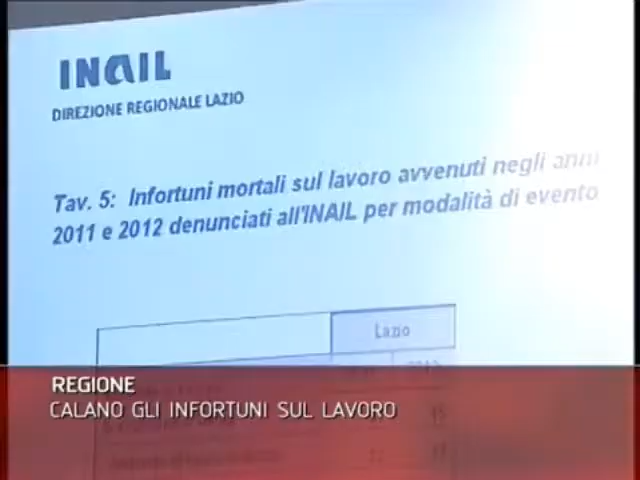 INAIL
DIREZIONE REGIONALE LAZIO
Tav. 5: Infortuni mortali sul lavoro avvenuti negli anni
2011 e 2012 denunciati all'INAIL per modalità di evento
Lazio
REGIONE
CALANO GLI INFORTUNI SUL LAVORO